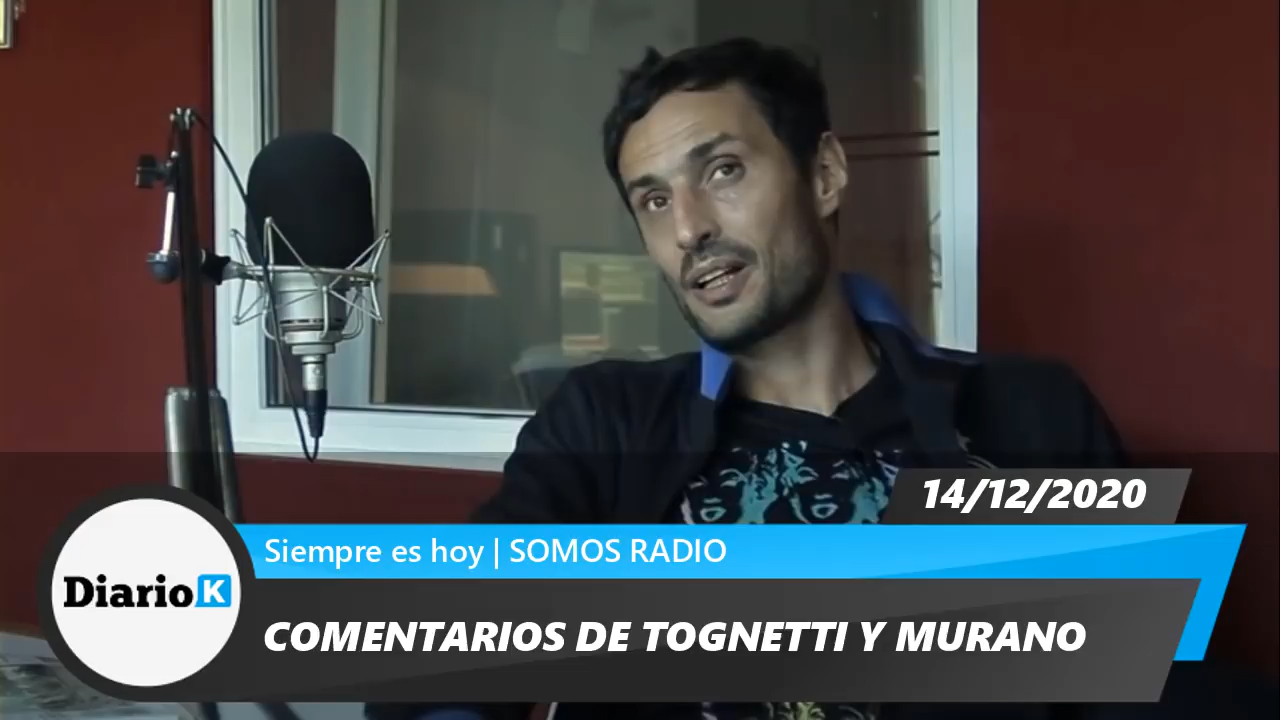 14/12/2020
Siempre es hoy | SOMOS RADIO
DiarioK
COMENTARIOS DE TOGNETTI Y MURANO